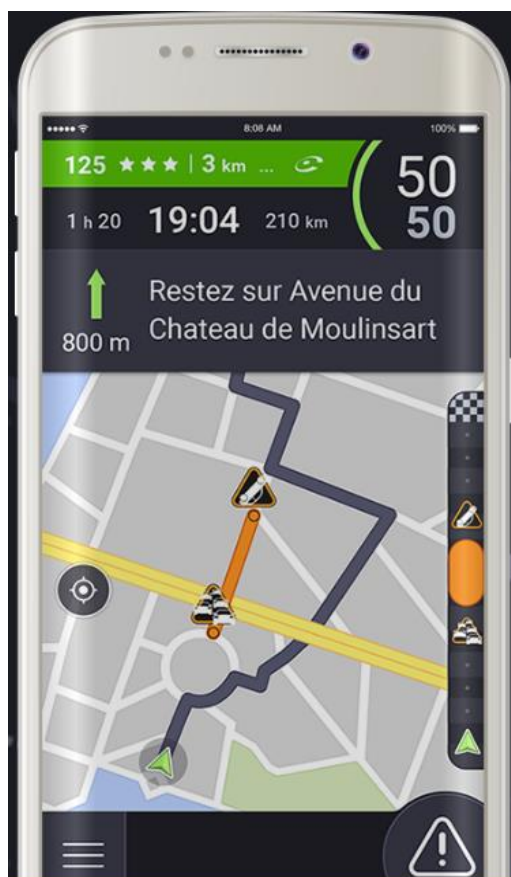 8:08 AM
100%
125 ★★★ | 3 km ...
50
50
1 h 20 19:04 210 km
800 m
Restez sur Avenue du
Chateau de Moulinsart